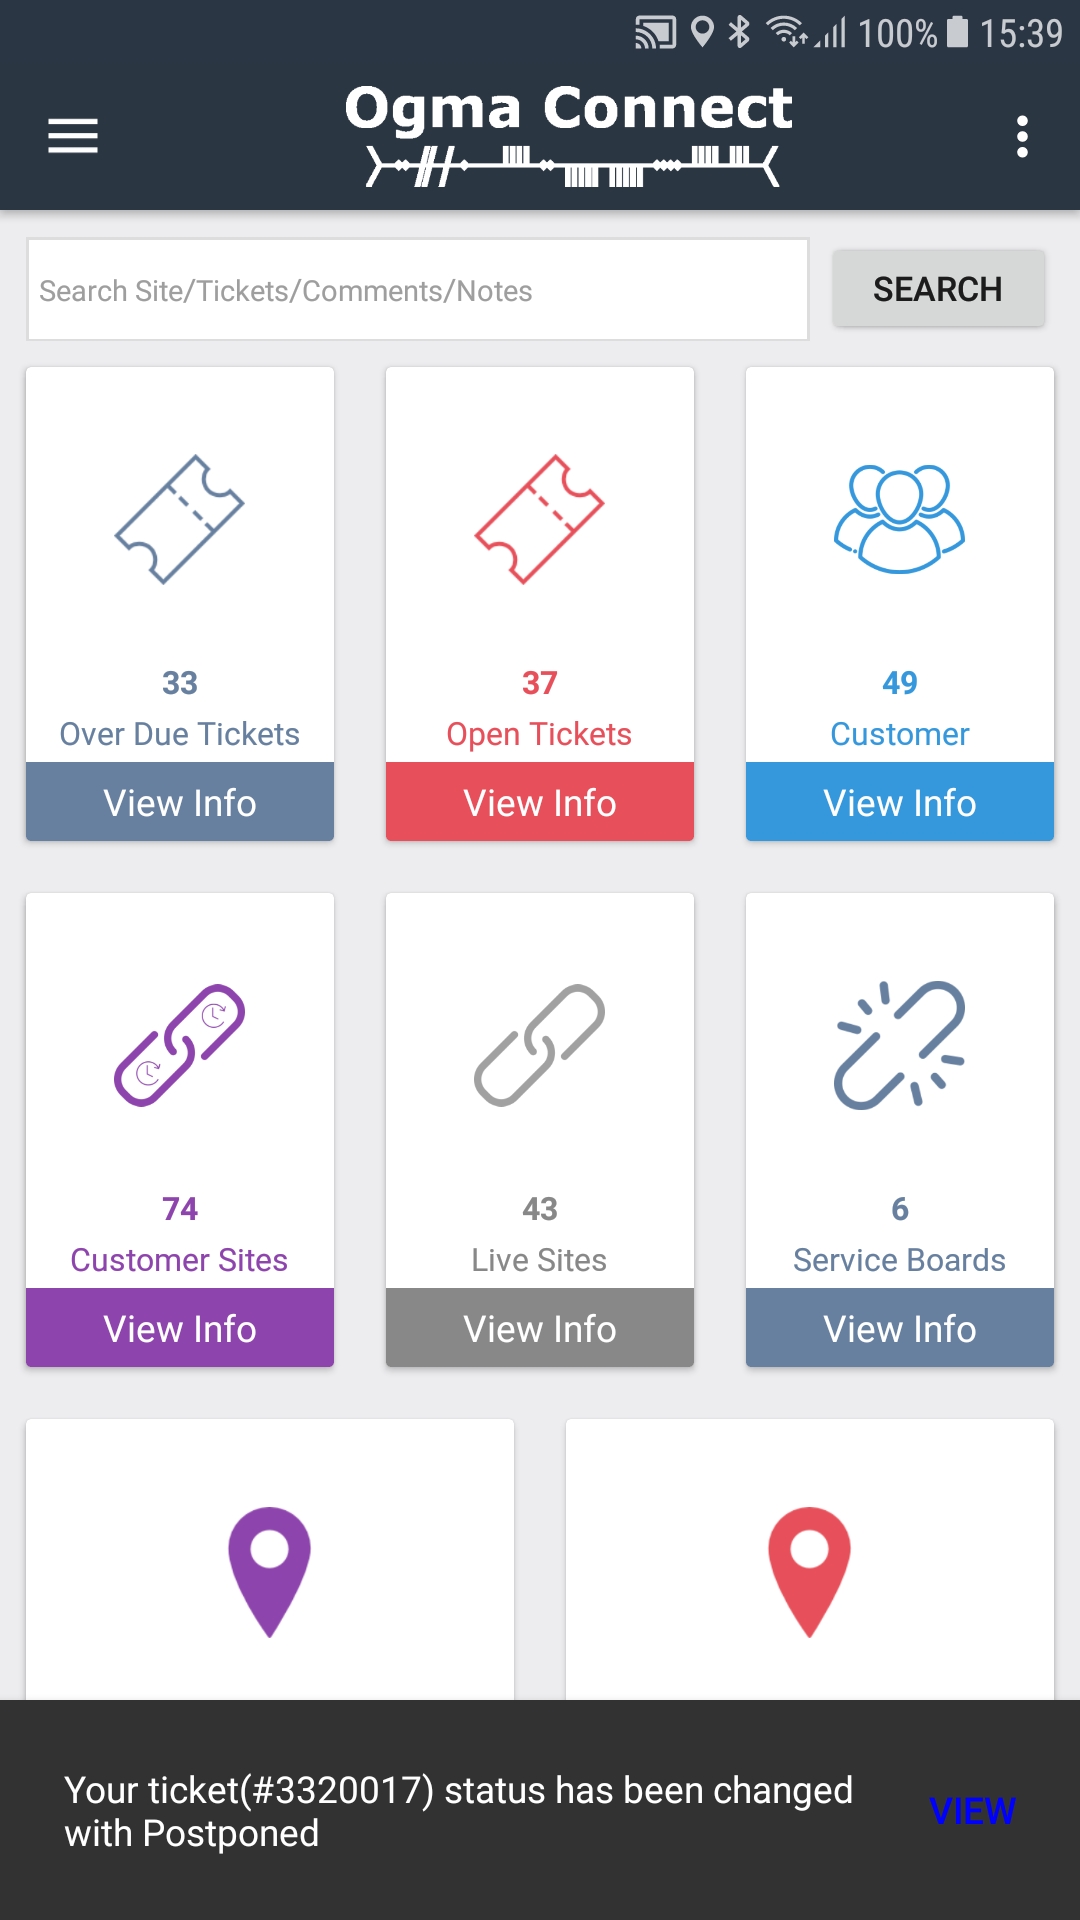 100% 15:39
Ogma Connect
Search Site/Tickets/Comments/Notes
SEARCH
33
Over Due Tickets
View Info
37
Open Tickets
View Info
49
Customer
View Info
74
Customer Sites
View Info
43
Live Sites
View Info
6
Service Boards
View Info
Your ticket(#3320017) status has been changed
with Postponed
VIEW